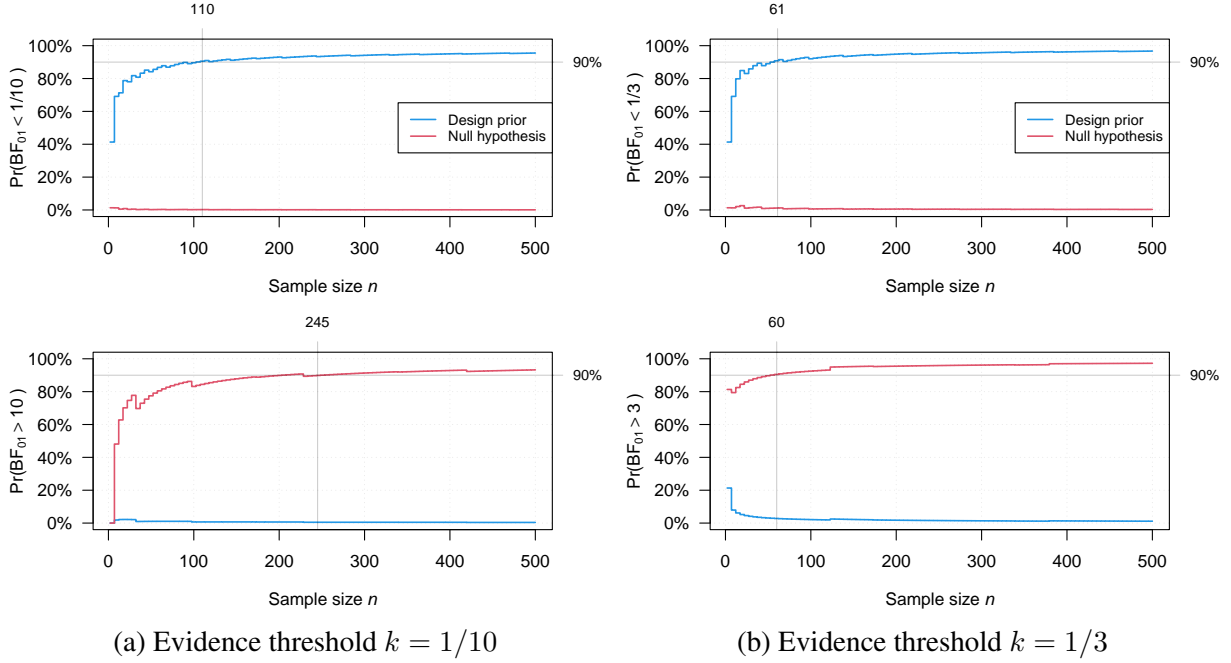 110
100%
80%
60%
40%
20%
0%
90%
Pr(BF01 < 1/10)
Design prior
Null hypothesis
0 100 200 300 400 500
Sample size n
61
100%
80%
60%
40%
20%
0%
90%
Pr(BF01 < 1/3)
Design prior
Null hypothesis
0 100 200 300 400 500
Sample size n
245
100%
80%
60%
40%
20%
0%
90%
Pr(BF01 > 10)
0 100 200 300 400 500
Sample size n
60
100%
80%
60%
40%
20%
0%
90%
Pr(BF01 > 3)
0 100 200 300 400 500
Sample size n
(a) Evidence threshold k = 1/10
(b) Evidence threshold k = 1/3